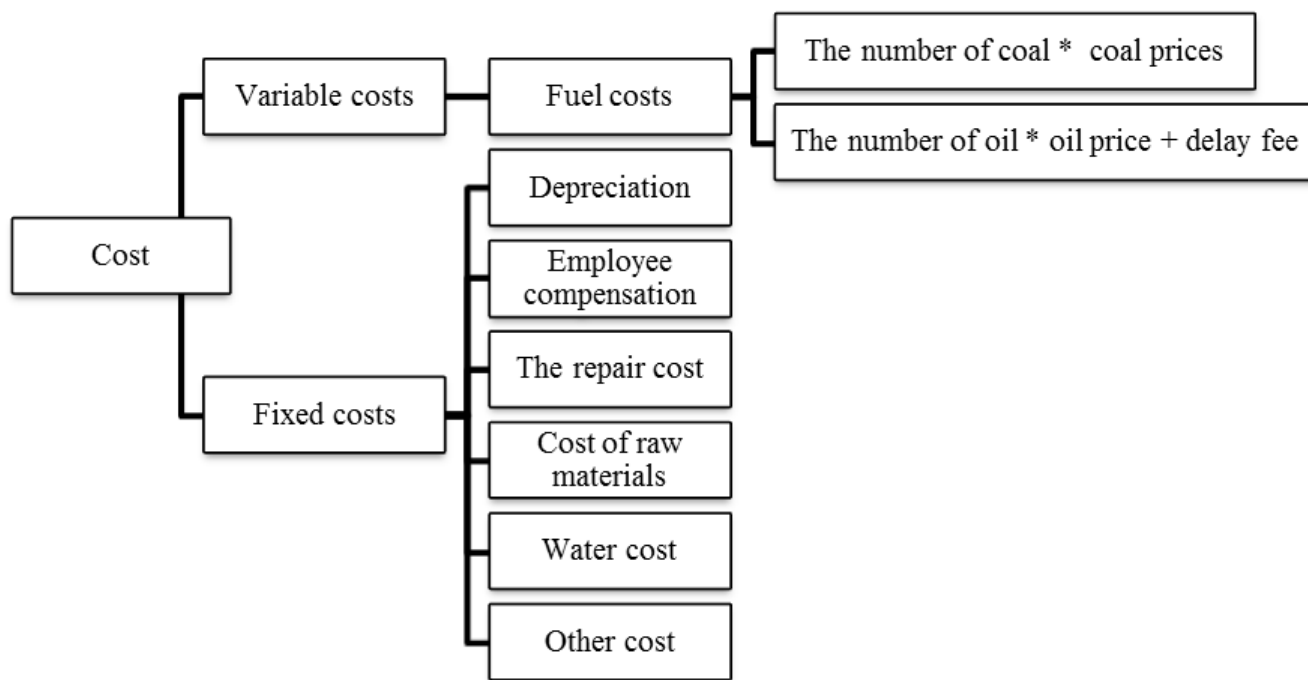 The number of coal *  coal prices
Variable costs
Fuel costs
The number of oil * oil price + delay fee
Depreciation
Cost
Employee
compensation
The repair cost
Fixed costs
Cost of raw
materials
Water cost
Other cost